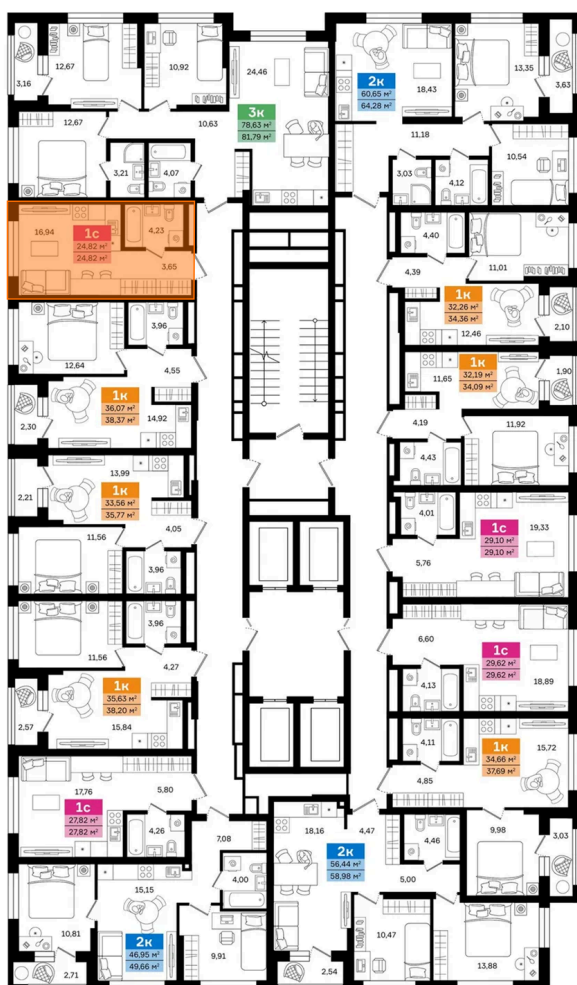 3,16
12,67
10,92
24,46
3к
78,63 м²
81,79 м²
2к
60,65 м²
64,28 м²
18,43
13,35
3,63
12,67
10,63
3,21
4,07
11,18
3,03
4,12
10,54
16,94
1с
24,82 м²
24,82 м²
4,23
3,65
4,40
4,39
11,01
1к
32,26 м²
34,36 м²
12,46
2,10
12,64
3,96
4,55
1к
36,07 м²
38,37 м²
14,92
2,30
11,65
1к
32,19 м²
34,09 м²
1,90
4,19
4,43
11,92
2,21
13,99
1к
33,56 м²
35,77 м²
4,05
11,56
3,96
4,01
1с
29,10 м²
29,10 м²
19,33
5,76
3,96
11,56
4,27
1к
35,63 м²
38,20 м²
2,57
15,84
6,60
1с
29,62 м²
29,62 м²
4,13
18,89
4,11
1к
34,66 м²
37,69 м²
15,72
4,85
17,76
5,80
1с
27,82 м²
27,82 м²
4,26
7,08
18,16
4,47
2к
56,44 м²
58,98 м²
4,46
5,00
9,98
3,03
15,15
4,00
10,81
2к
46,95 м²
49,66 м²
9,91
2,71
2,54
10,47
13,88